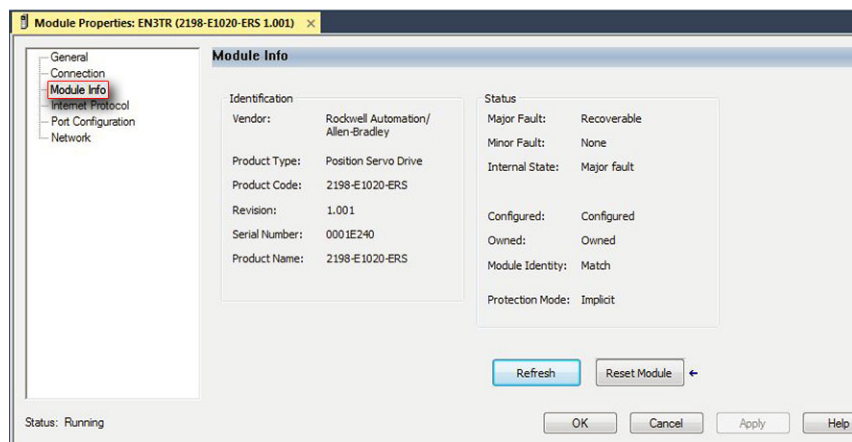 Module Properties: EN3TR (2198-E1020-ERS 1.001) ×
General
Connection
Module Info
Internet Protocol
Port Configuration
Network
Module Info
Identification
Vendor: Rockwell Automation/
Allen-Bradley
Product Type: Position Servo Drive
Product Code: 2198-E1020-ERS
Revision: 1.001
Serial Number: 0001E240
Product Name: 2198-E1020-ERS
Status
Major Fault: Recoverable
Minor Fault: None
Internal State: Major fault
Configured: Configured
Owned: Owned
Module Identity: Match
Protection Mode: Implicit
Refresh
Reset Module ←
Status: Running
OK
Cancel
Apply
Help